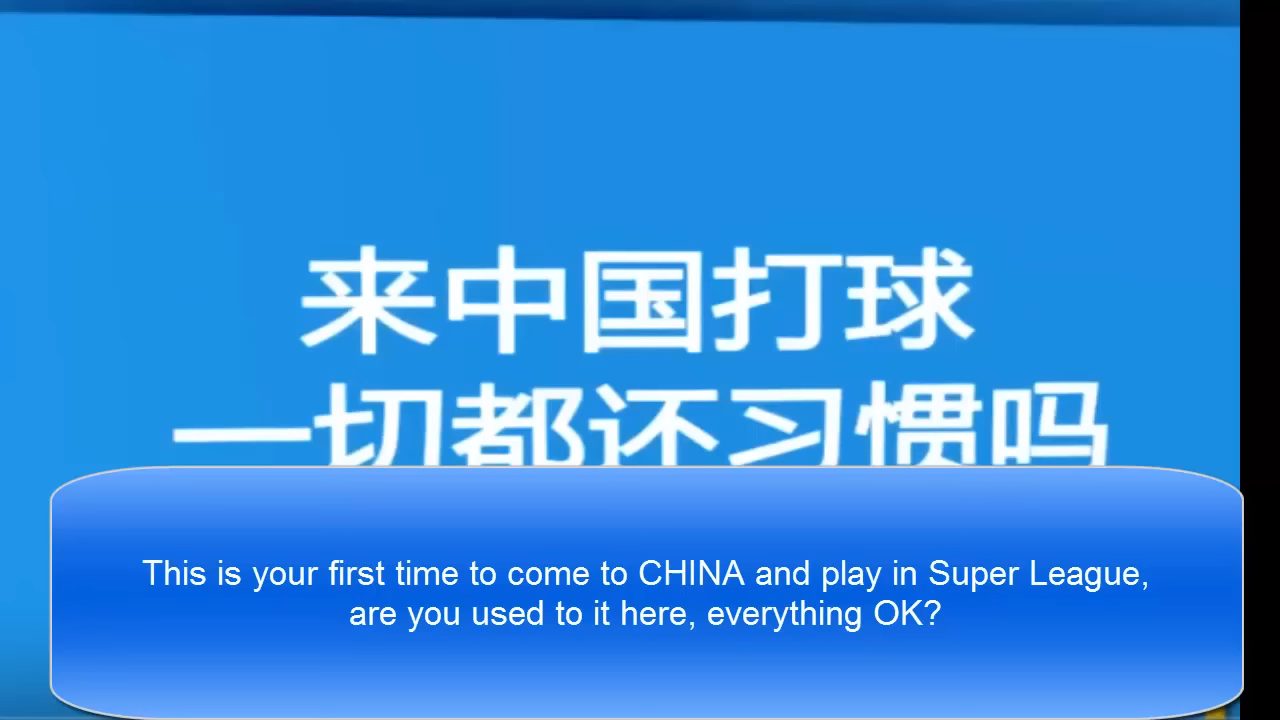 来中国打球
一切都还习惯吗
This is your first time to come to CHINA and play in Super League,
are you used to it here, everything OK?